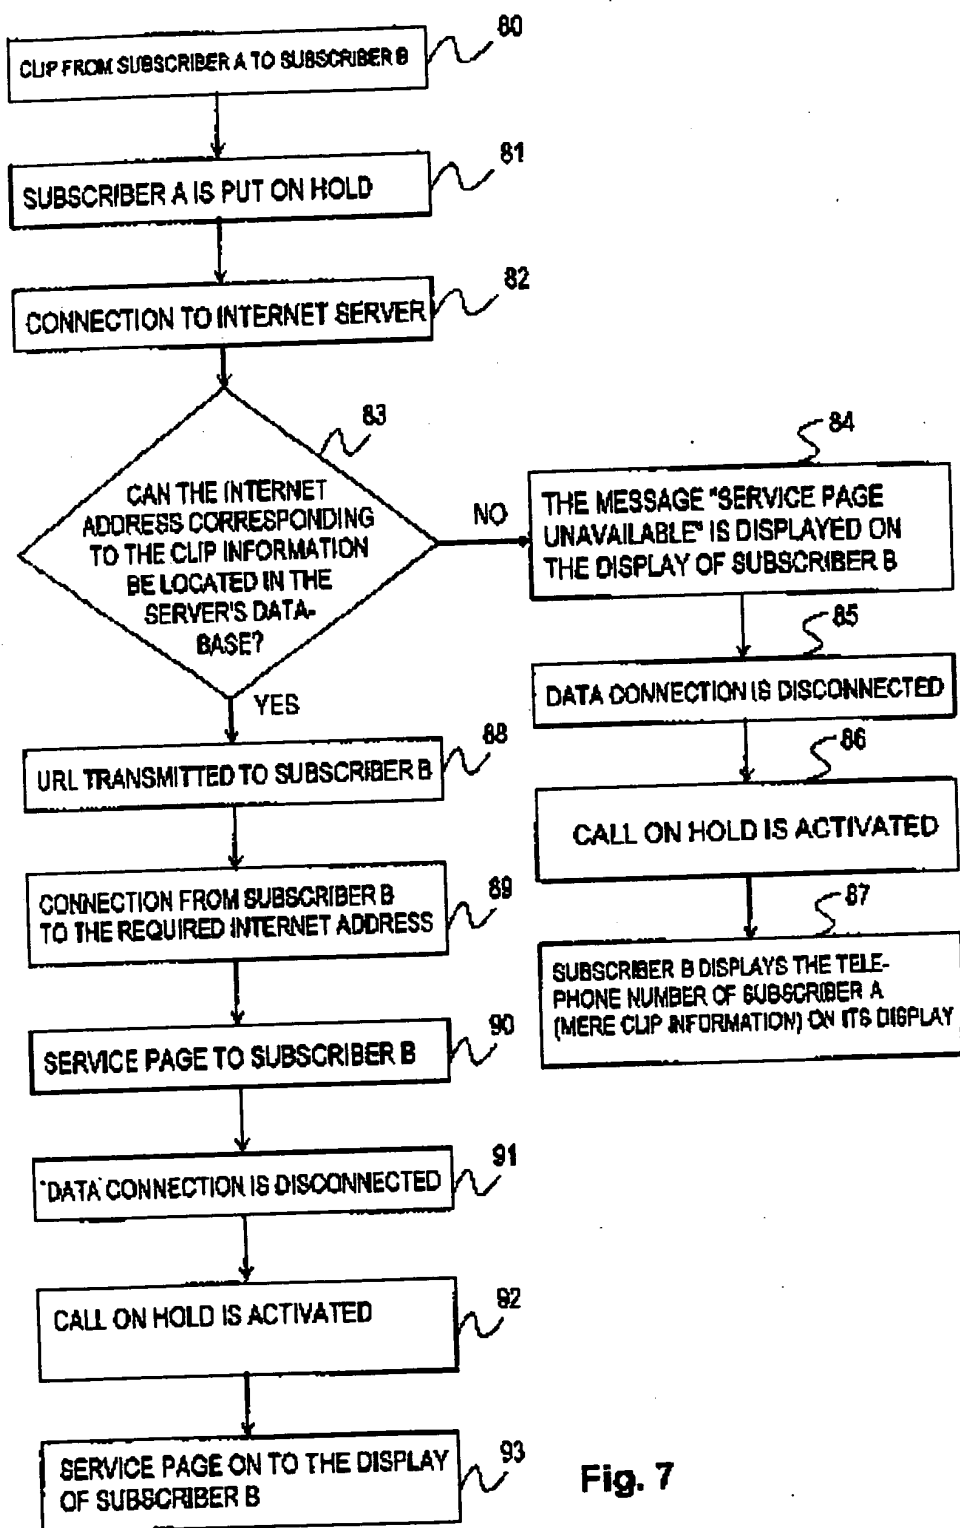 80
CLIP FROM SUBSCRIBER A TO SUBSCRIBER B
81
SUBSCRIBER A IS PUT ON HOLD
82
CONNECTION TO INTERNET SERVER
83
CAN THE INTERNET
ADDRESS CORRESPONDING
TO THE CLIP INFORMATION
BE LOCATED IN THE
SERVER'S DATA-
BASE?
NO
84
THE MESSAGE "SERVICE PAGE
UNAVAILABLE" IS DISPLAYED ON
THE DISPLAY OF SUBSCRIBER B
85
DATA CONNECTION IS DISCONNECTED
86
CALL ON HOLD IS ACTIVATED
87
SUBSCRIBER B DISPLAYS THE TELE-
PHONE NUMBER OF SUBSCRIBER A
(MERE CLIP INFORMATION) ON ITS DISPLAY
YES
88
URL TRANSMITTED TO SUBSCRIBER B
89
CONNECTION FROM SUBSCRIBER B
TO THE REQUIRED INTERNET ADDRESS
90
SERVICE PAGE TO SUBSCRIBER B
91
DATA CONNECTION IS DISCONNECTED
92
CALL ON HOLD IS ACTIVATED
93
SERVICE PAGE ON TO THE DISPLAY
OF SUBSCRIBER B
Fig. 7